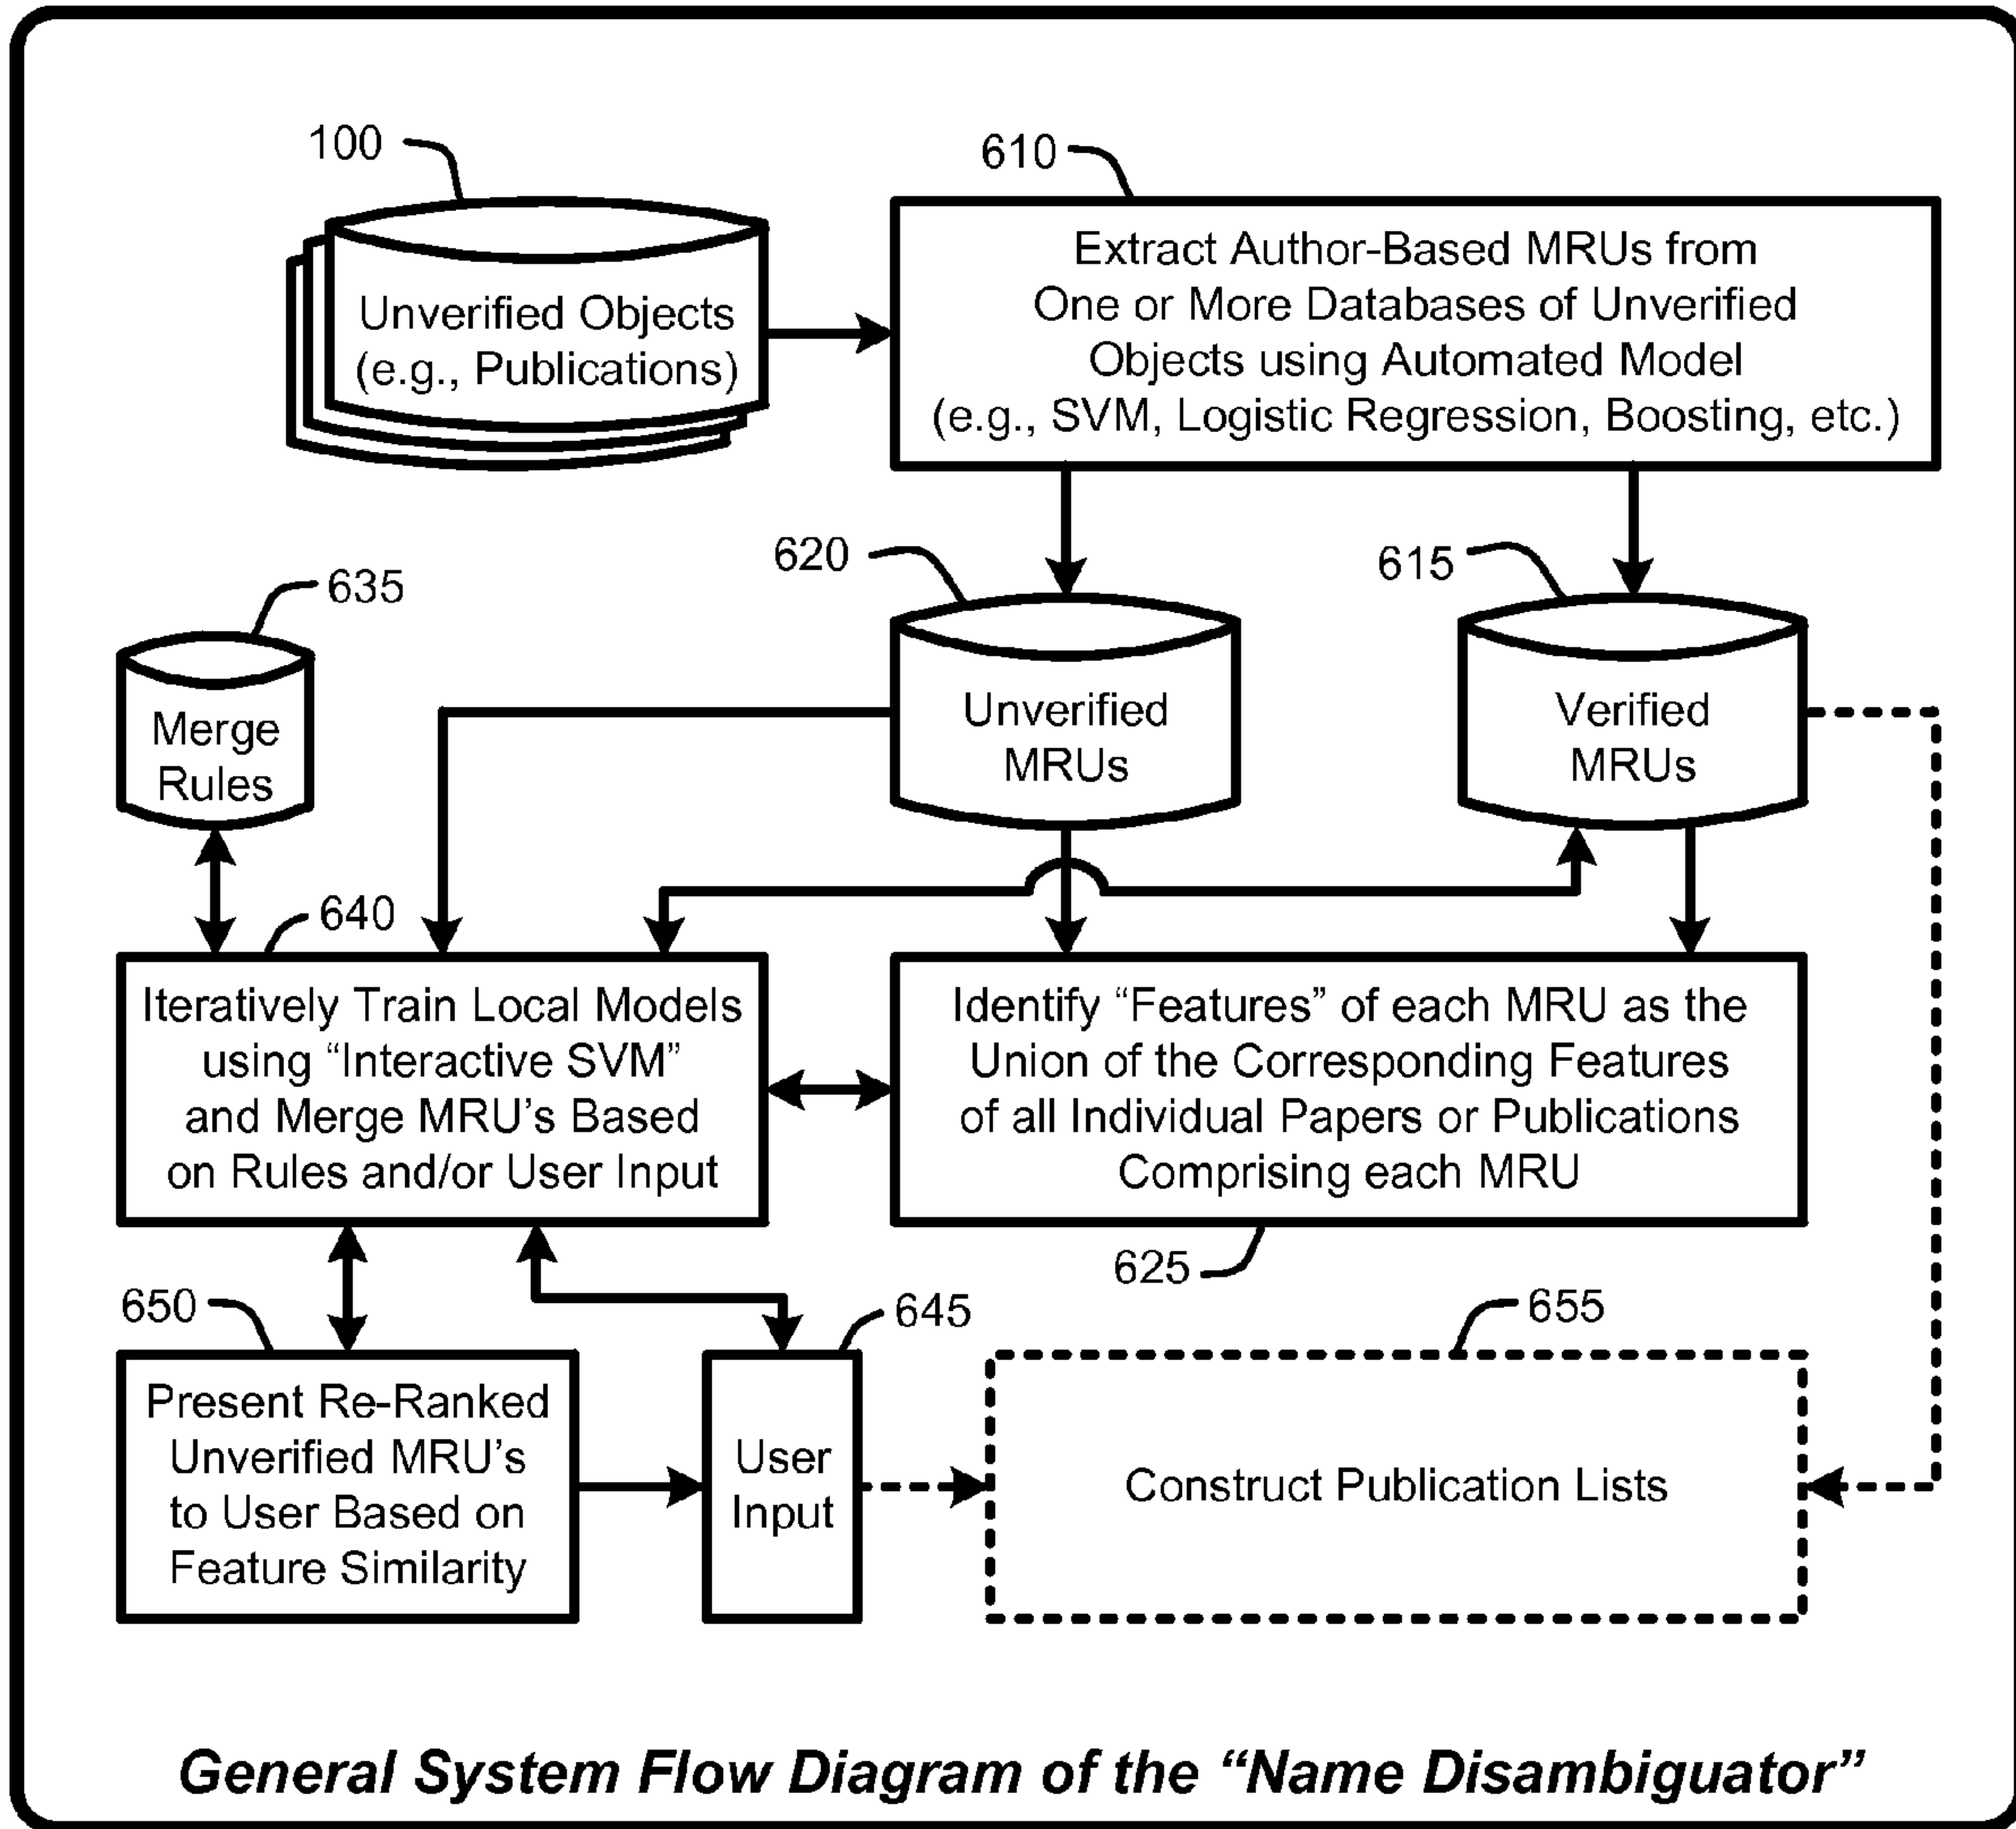 100
610
Unverified Objects
(e.g., Publications)
Extract Author-Based MRUs from
One or More Databases of Unverified
Objects using Automated Model
(e.g., SVM, Logistic Regression, Boosting, etc.)
620
615
635
Merge
Rules
Unverified
MRUs
Verified
MRUs
640
Iteratively Train Local Models
using “Interactive SVM”
and Merge MRU’s Based
on Rules and/or User Input
Identify “Features” of each MRU as the
Union of the Corresponding Features
of all Individual Papers or Publications
Comprising each MRU
625
650
645
655
Present Re-Ranked
Unverified MRU’s
to User Based on
Feature Similarity
User
Input
Construct Publication Lists
General System Flow Diagram of the “Name Disambiguator”